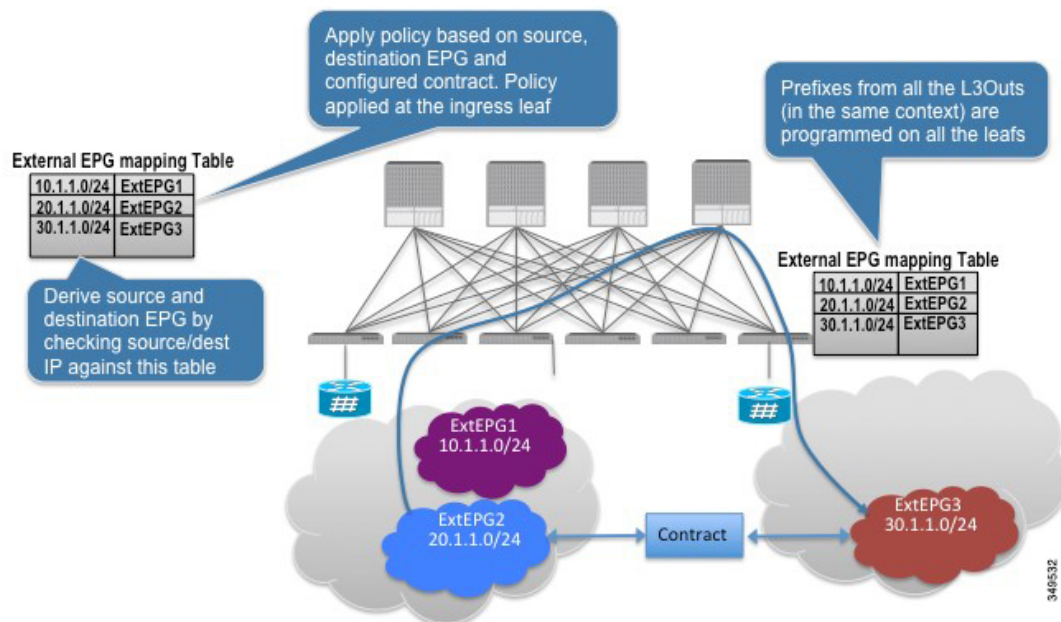 Apply policy based on source,
destination EPG and
configured contract. Policy
applied at the ingress leaf
Prefixes from all the L3Outs
(in the same context) are
programmed on all the leafs
External EPG mapping Table
10.1.1.0/24 ExtEPG1
20.1.1.0/24 ExtEPG2
30.1.1.0/24 ExtEPG3
Derive source and
destination EPG by
checking source/dest
IP against this table
External EPG mapping Table
10.1.1.0/24 ExtEPG1
20.1.1.0/24 ExtEPG2
30.1.1.0/24 ExtEPG3
ExtEPG1
10.1.1.0/24
ExtEPG2
20.1.1.0/24
Contract
ExtEPG3
30.1.1.0/24
349532